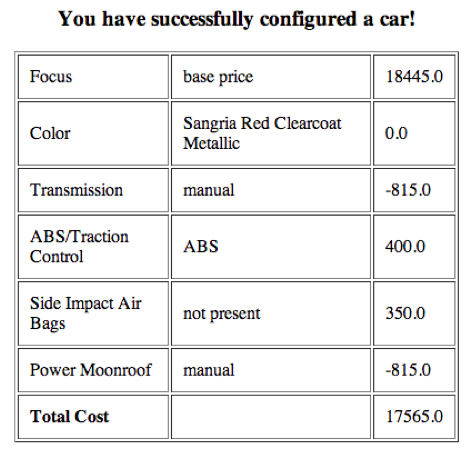 You have successfully configured a car!
Focus base price 18445.0
Color Sangria Red Clearcoat 0.0
Metallic
Transmission manual -815.0
ABS/Traction ABS 400.0
Control
Side Impact Air not present 350.0
Bags
Power Moonroof manual -815.0
Total Cost 17565.0